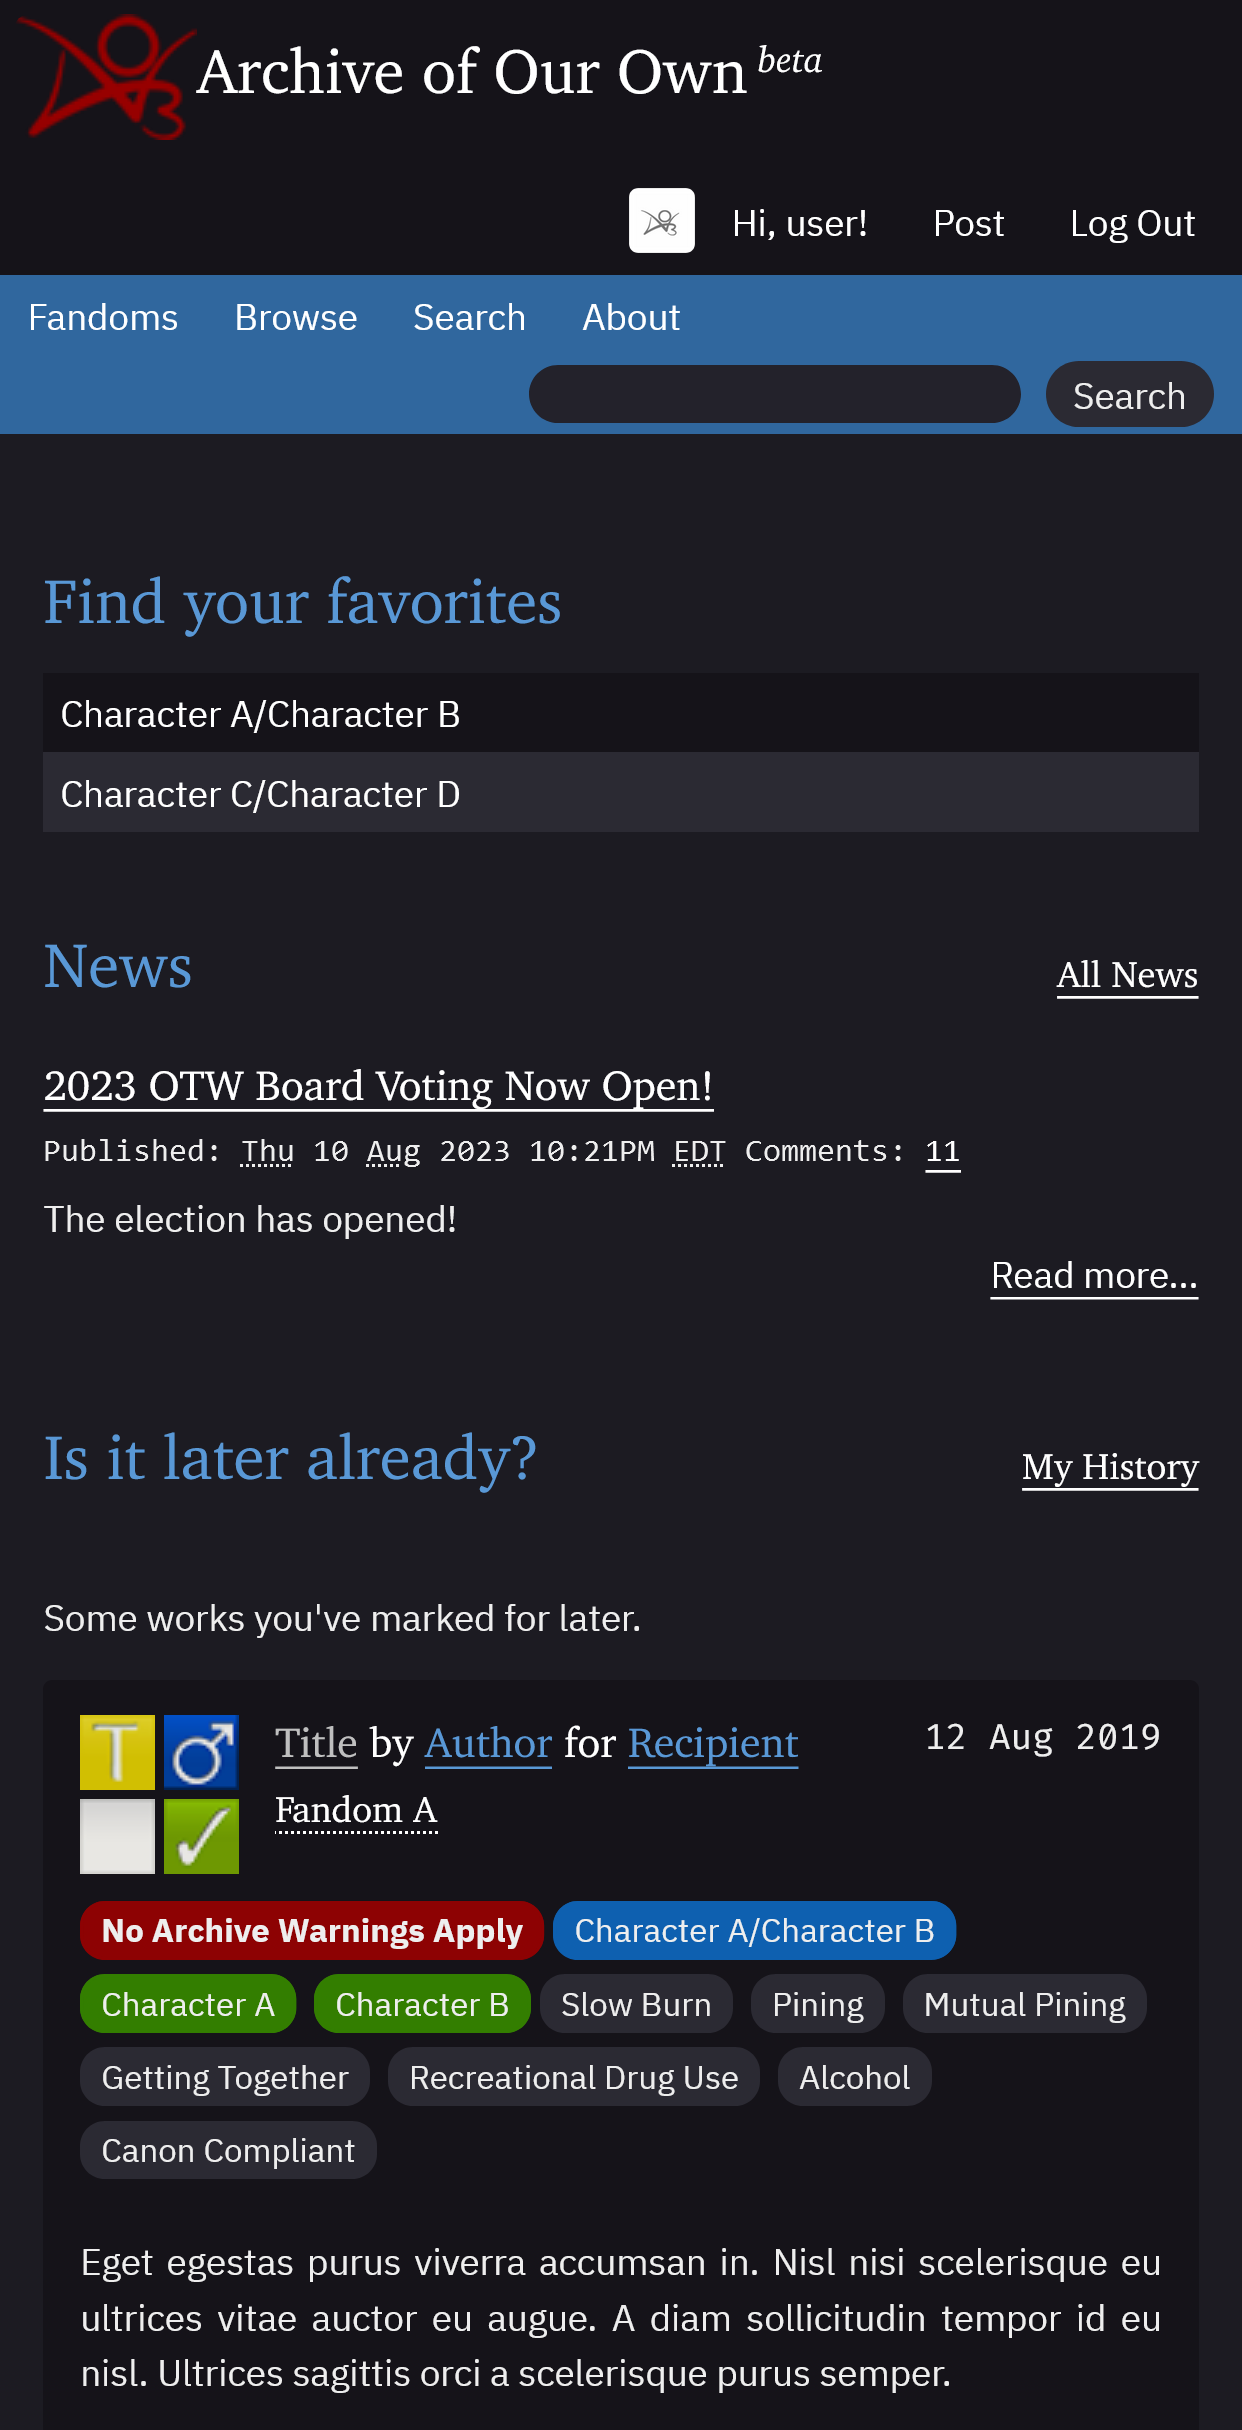 Archive of Our Own beta
Hi, user! Post Log Out
Fandoms Browse Search About
Search
Find your favorites
Character A/Character B
Character C/Character D
News All News
2023 OTW Board Voting Now Open!
Published: Thu 10 Aug 2023 10:21PM EDT Comments: 11
The election has opened!
Read more...
Is it later already? My History
Some works you've marked for later.
T Title by Author for Recipient 12 Aug 2019
Fandom A
No Archive Warnings Apply Character A/Character B
Character A Character B Slow Burn Pining Mutual Pining
Getting Together Recreational Drug Use Alcohol
Canon Compliant
Eget egestas purus viverra accumsan in. Nisl nisi scelerisque eu
ultrices vitae auctor eu augue. A diam sollicitudin tempor id eu
nisl. Ultrices sagittis orci a scelerisque purus semper.